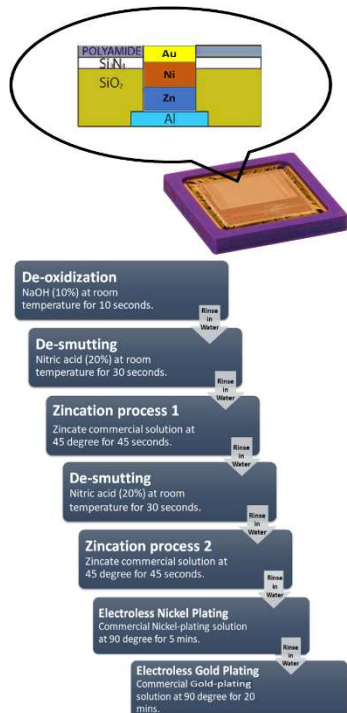 POLYAMIDE
Au
Si3N4
Ni
SiO2
Zn
Al
De-oxidization
NaOH (10%) at room
temperature for 10 seconds.
Rinse
in
Water
De-smutting
Nitric acid (20%) at room
temperature for 30 seconds.
Rinse
in
Water
Zincation process 1
Zincate commercial solution at
45 degree for 45 seconds.
Rinse
in
Water
De-smutting
Nitric acid (20%) at room
temperature for 30 seconds.
Rinse
in
Water
Zincation process 2
Zincate commercial solution at
45 degree for 45 seconds.
Rinse
in
Water
Electroless Nickel Plating
Commercial Nickel-plating solution
at 90 degree for 5 mins.
Rinse
in
Water
Electroless Gold Plating
Commercial Gold-plating
solution at 90 degree for 20
mins.